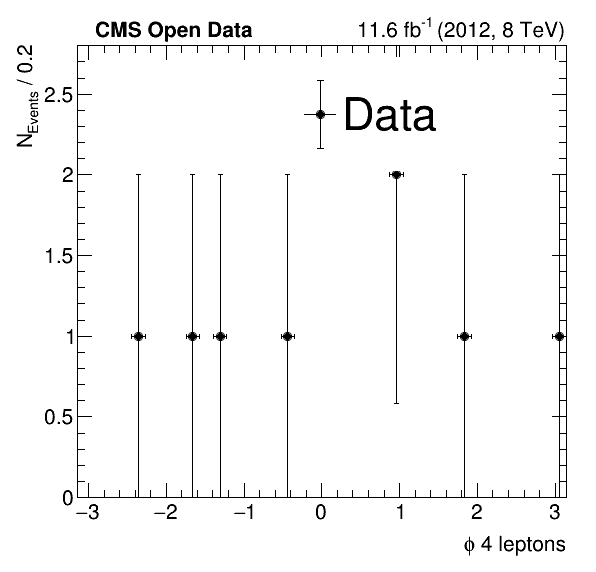 CMS Open Data
11.6 fb⁻¹ (2012, 8 TeV)
N_Events / 0.2
Data
2.5
2
1.5
1
0.5
0
−3 −2 −1 0 1 2 3
ϕ 4 leptons